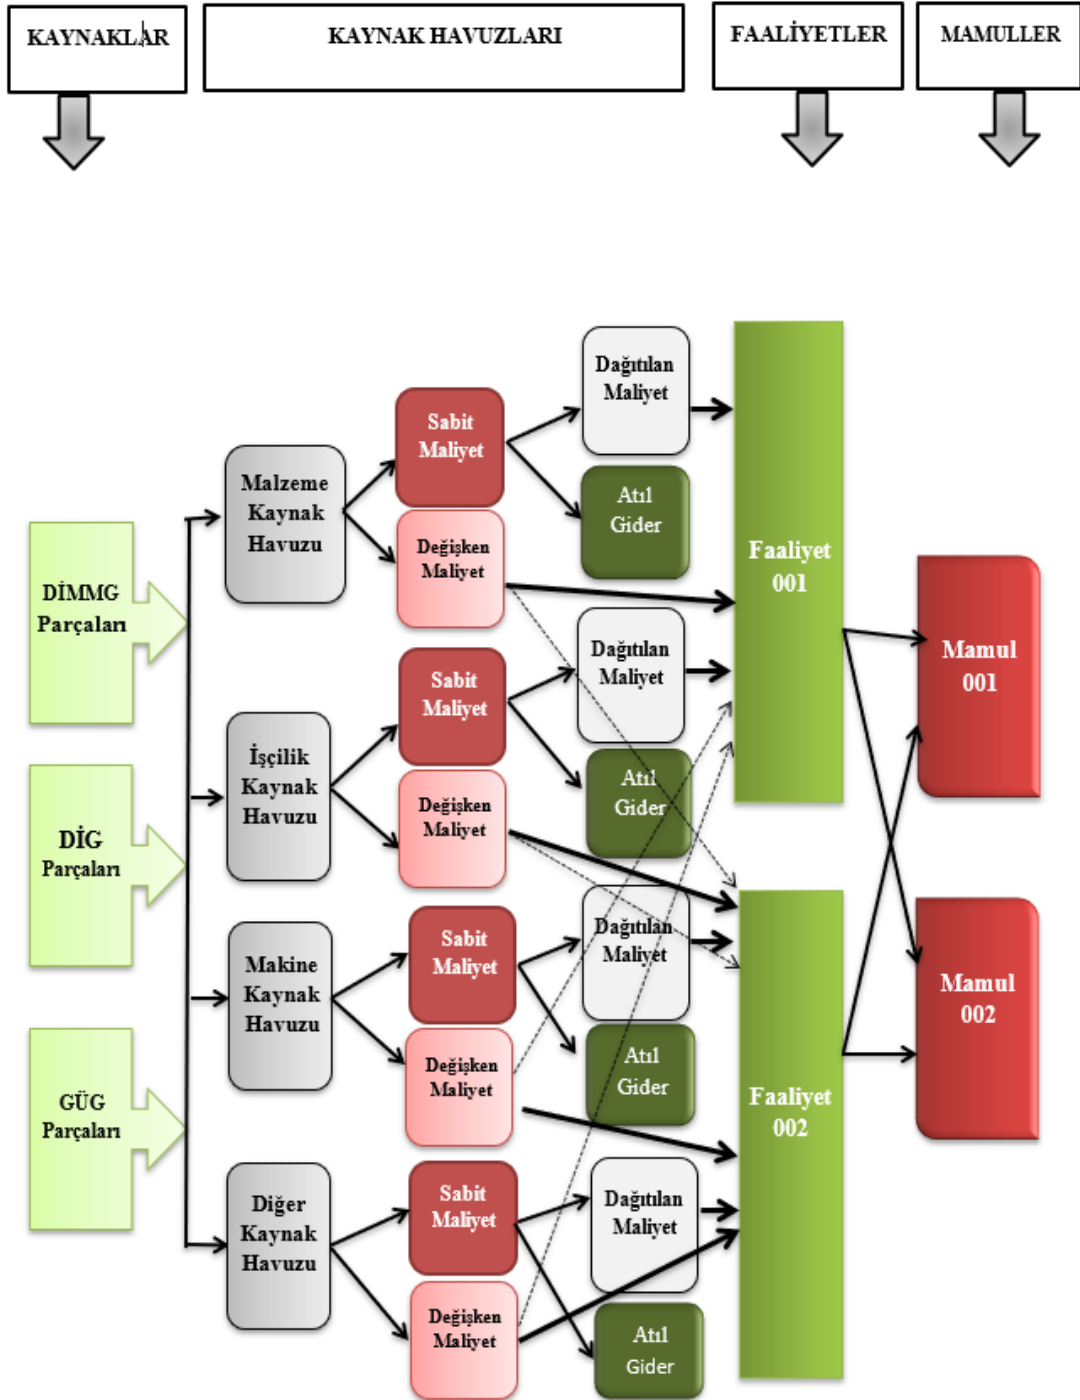 KAYNAKLAR
KAYNAK HAVUZLARI
FAALİYETLER
MAMULLER
DİMMG
Parçaları
DİG
Parçaları
GÜG
Parçaları
Malzeme
Kaynak
Havuzu
İşçilik
Kaynak
Havuzu
Makine
Kaynak
Havuzu
Diğer
Kaynak
Havuzu
Sabit
Maliyet
Değişken
Maliyet
Sabit
Maliyet
Değişken
Maliyet
Sabit
Maliyet
Değişken
Maliyet
Sabit
Maliyet
Değişken
Maliyet
Dağıtılan
Maliyet
Atıl
Gider
Dağıtılan
Maliyet
Atıl
Gider
Dağıtılan
Maliyet
Atıl
Gider
Dağıtılan
Maliyet
Atıl
Gider
Faaliyet
001
Faaliyet
002
Mamul
001
Mamul
002